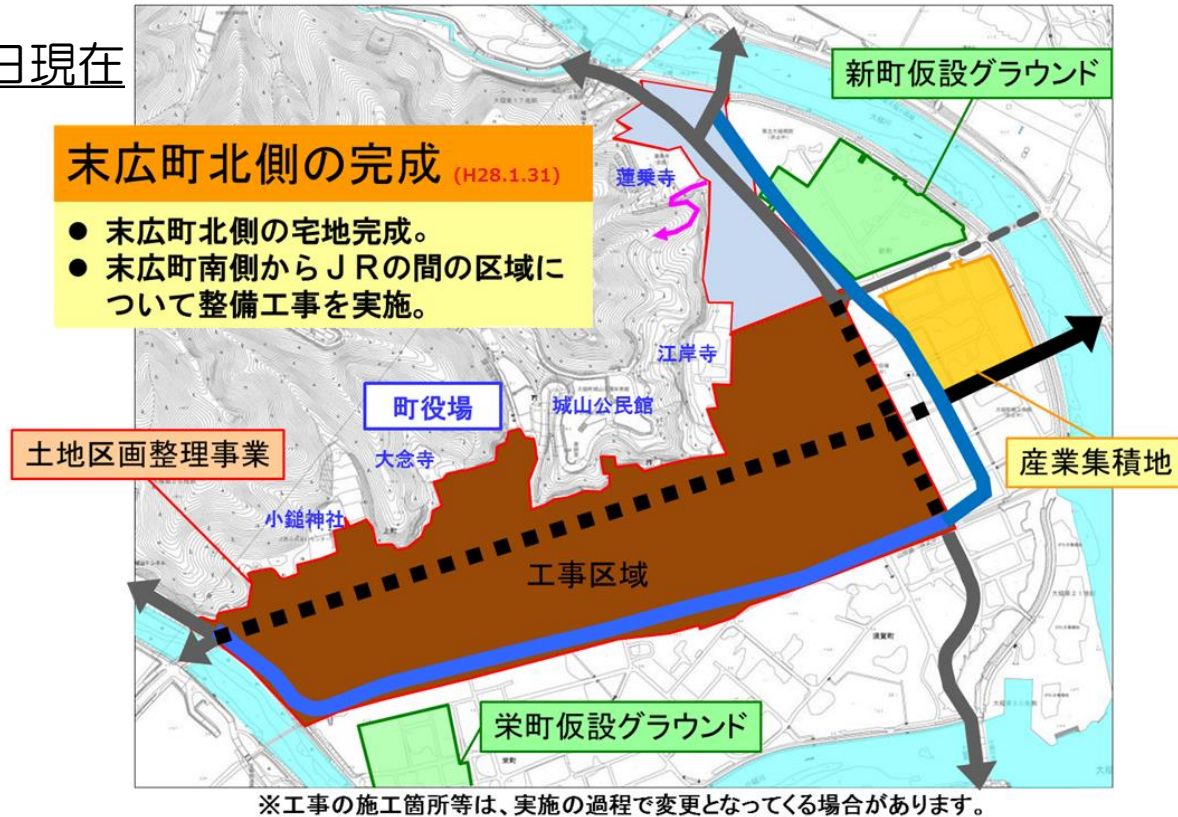 日現在
新町仮設グラウンド
末広町北側の完成 (H28.1.31)
● 末広町北側の宅地完成。
● 末広町南側からJRの間の区域に
ついて整備工事を実施。
蓮乗寺
江岸寺
町役場
城山公民館
土地区画整理事業
大念寺
産業集積地
小鎚神社
上町
工事区域
須賀町
栄町仮設グラウンド
栄町
※工事の施工箇所等は、実施の過程で変更となってくる場合があります。